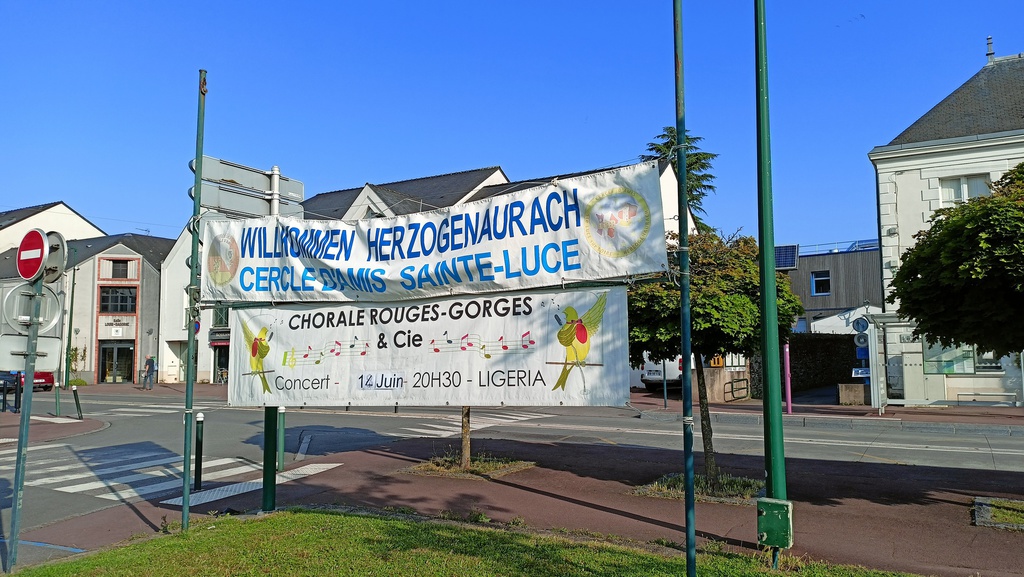 WILLKOMMEN HERZOGENAURACH
CERCLE D'AMIS SAINTE-LUCE
CHORALE ROUGES-GORGES
& Cie
Concert - 14 Juin - 20H30 - LIGERIA